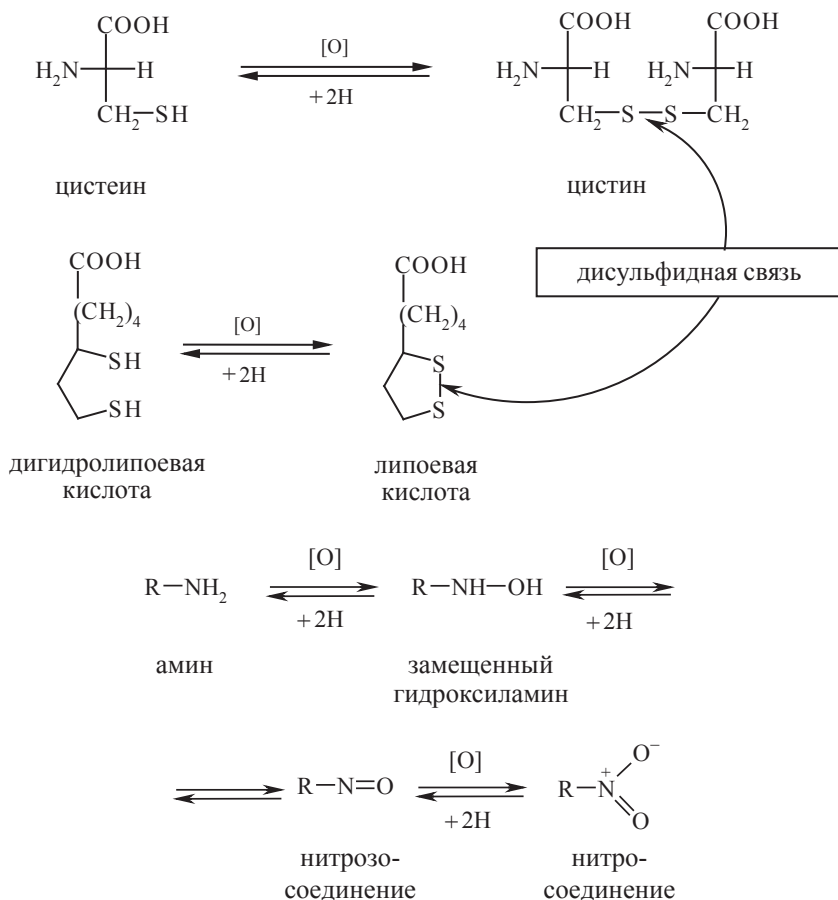 COOH
H₂N H
CH₂ SH
[O]
+2H
COOH COOH
H₂N H H₂N H
CH₂ S S CH₂
цистеин
цистин
дисульфидная связь
COOH
(CH₂)₄
SH
SH
[O]
+2H
COOH
(CH₂)₄
S
S
дигидролипоевая
кислота
липоевая
кислота
R—NH₂
[O]
+2H
R—NH—OH
[O]
+2H
амин
замещенный
гидроксиламин
R—N=O
[O]
+2H
O⁻
R—N⁺
O
нитрозо-
соединение
нитро-
соединение